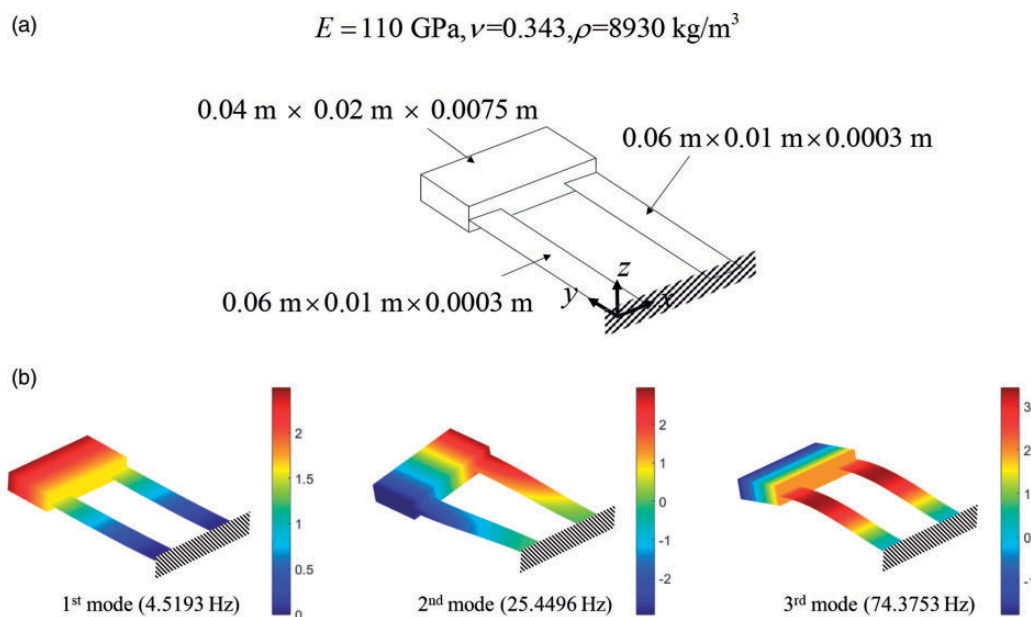 (a)
E = 110 GPa, ν=0.343, ρ=8930 kg/m³
0.04 m × 0.02 m × 0.0075 m
0.06 m×0.01 m×0.0003 m
z
y
x
0.06 m×0.01 m×0.0003 m
(b)
2
1.5
1
0.5
0
1st mode (4.5193 Hz)
2
1
0
-1
-2
2nd mode (25.4496 Hz)
3
2
1
0
-1
3rd mode (74.3753 Hz)